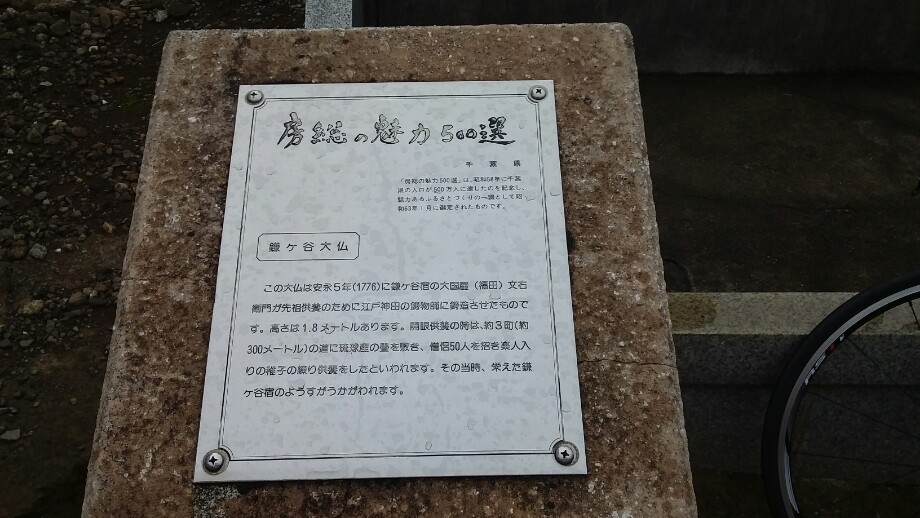 房総の魅力500選
千葉県
「房総の魅力500選」は、昭和58年に千葉
県の人口が500万人に達したのを記念し、
魅力あるふるさとづくりの一環として昭
和63年1月に選定されたものです。
鎌ケ谷大仏
この大仏は安永5年(1776)に鎌ケ谷宿の大国屋(福田)文右
衛門が先祖供養のために江戸神田の鋳物師に鋳造させたもので
す。高さは1.8メートルあります。開眼供養の時は、約3町(約
300メートル)の道に琉球産の畳を敷き、僧侶50人を招き素人入
りの稚子の練り供養をしたといわれます。その当時、栄えた鎌
ケ谷宿のようすがうかがわれます。